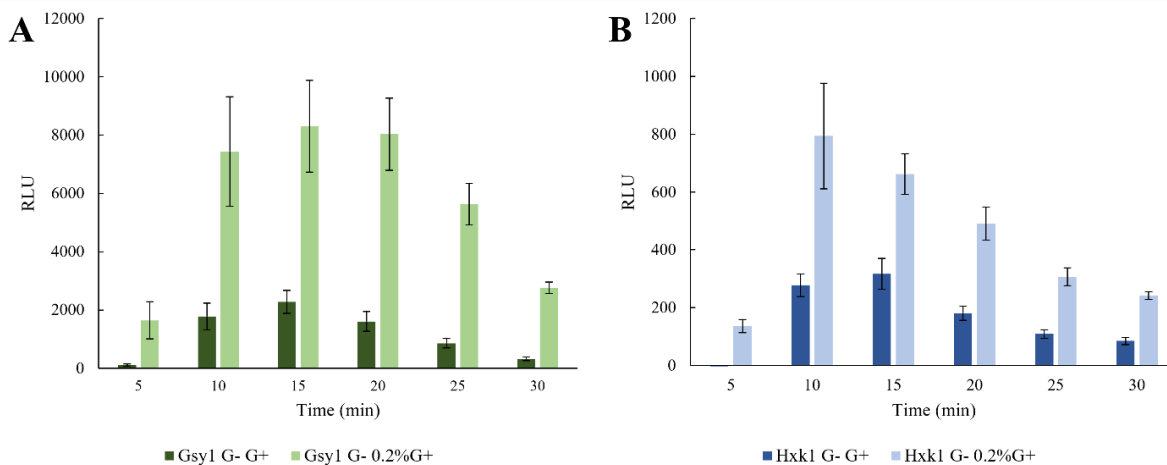 A
12000
10000
8000
6000
4000
2000
0
RLU
5 10 15 20 25 30
Time (min)
Gsy1 G- G+ Gsy1 G- 0.2%G+
B
1200
1000
800
600
400
200
0
RLU
5 10 15 20 25 30
Time (min)
Hxk1 G- G+ Hxk1 G- 0.2%G+